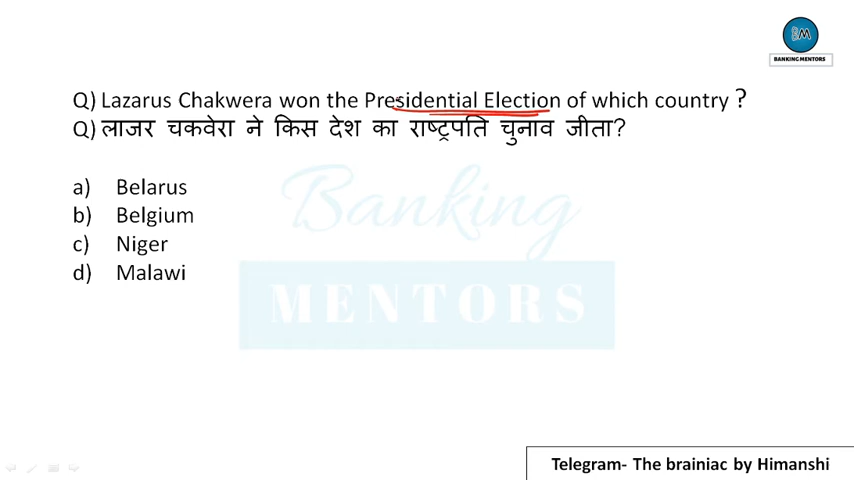 BM
BANKING MENTORS
Q) Lazarus Chakwera won the Presidential Election of which country ?
Q) लाजर चकवेरा ने किस देश का राष्ट्रपति चुनाव जीता?
a) Belarus
b) Belgium
c) Niger
d) Malawi
Banking
MENTORS
Telegram- The brainiac by Himanshi